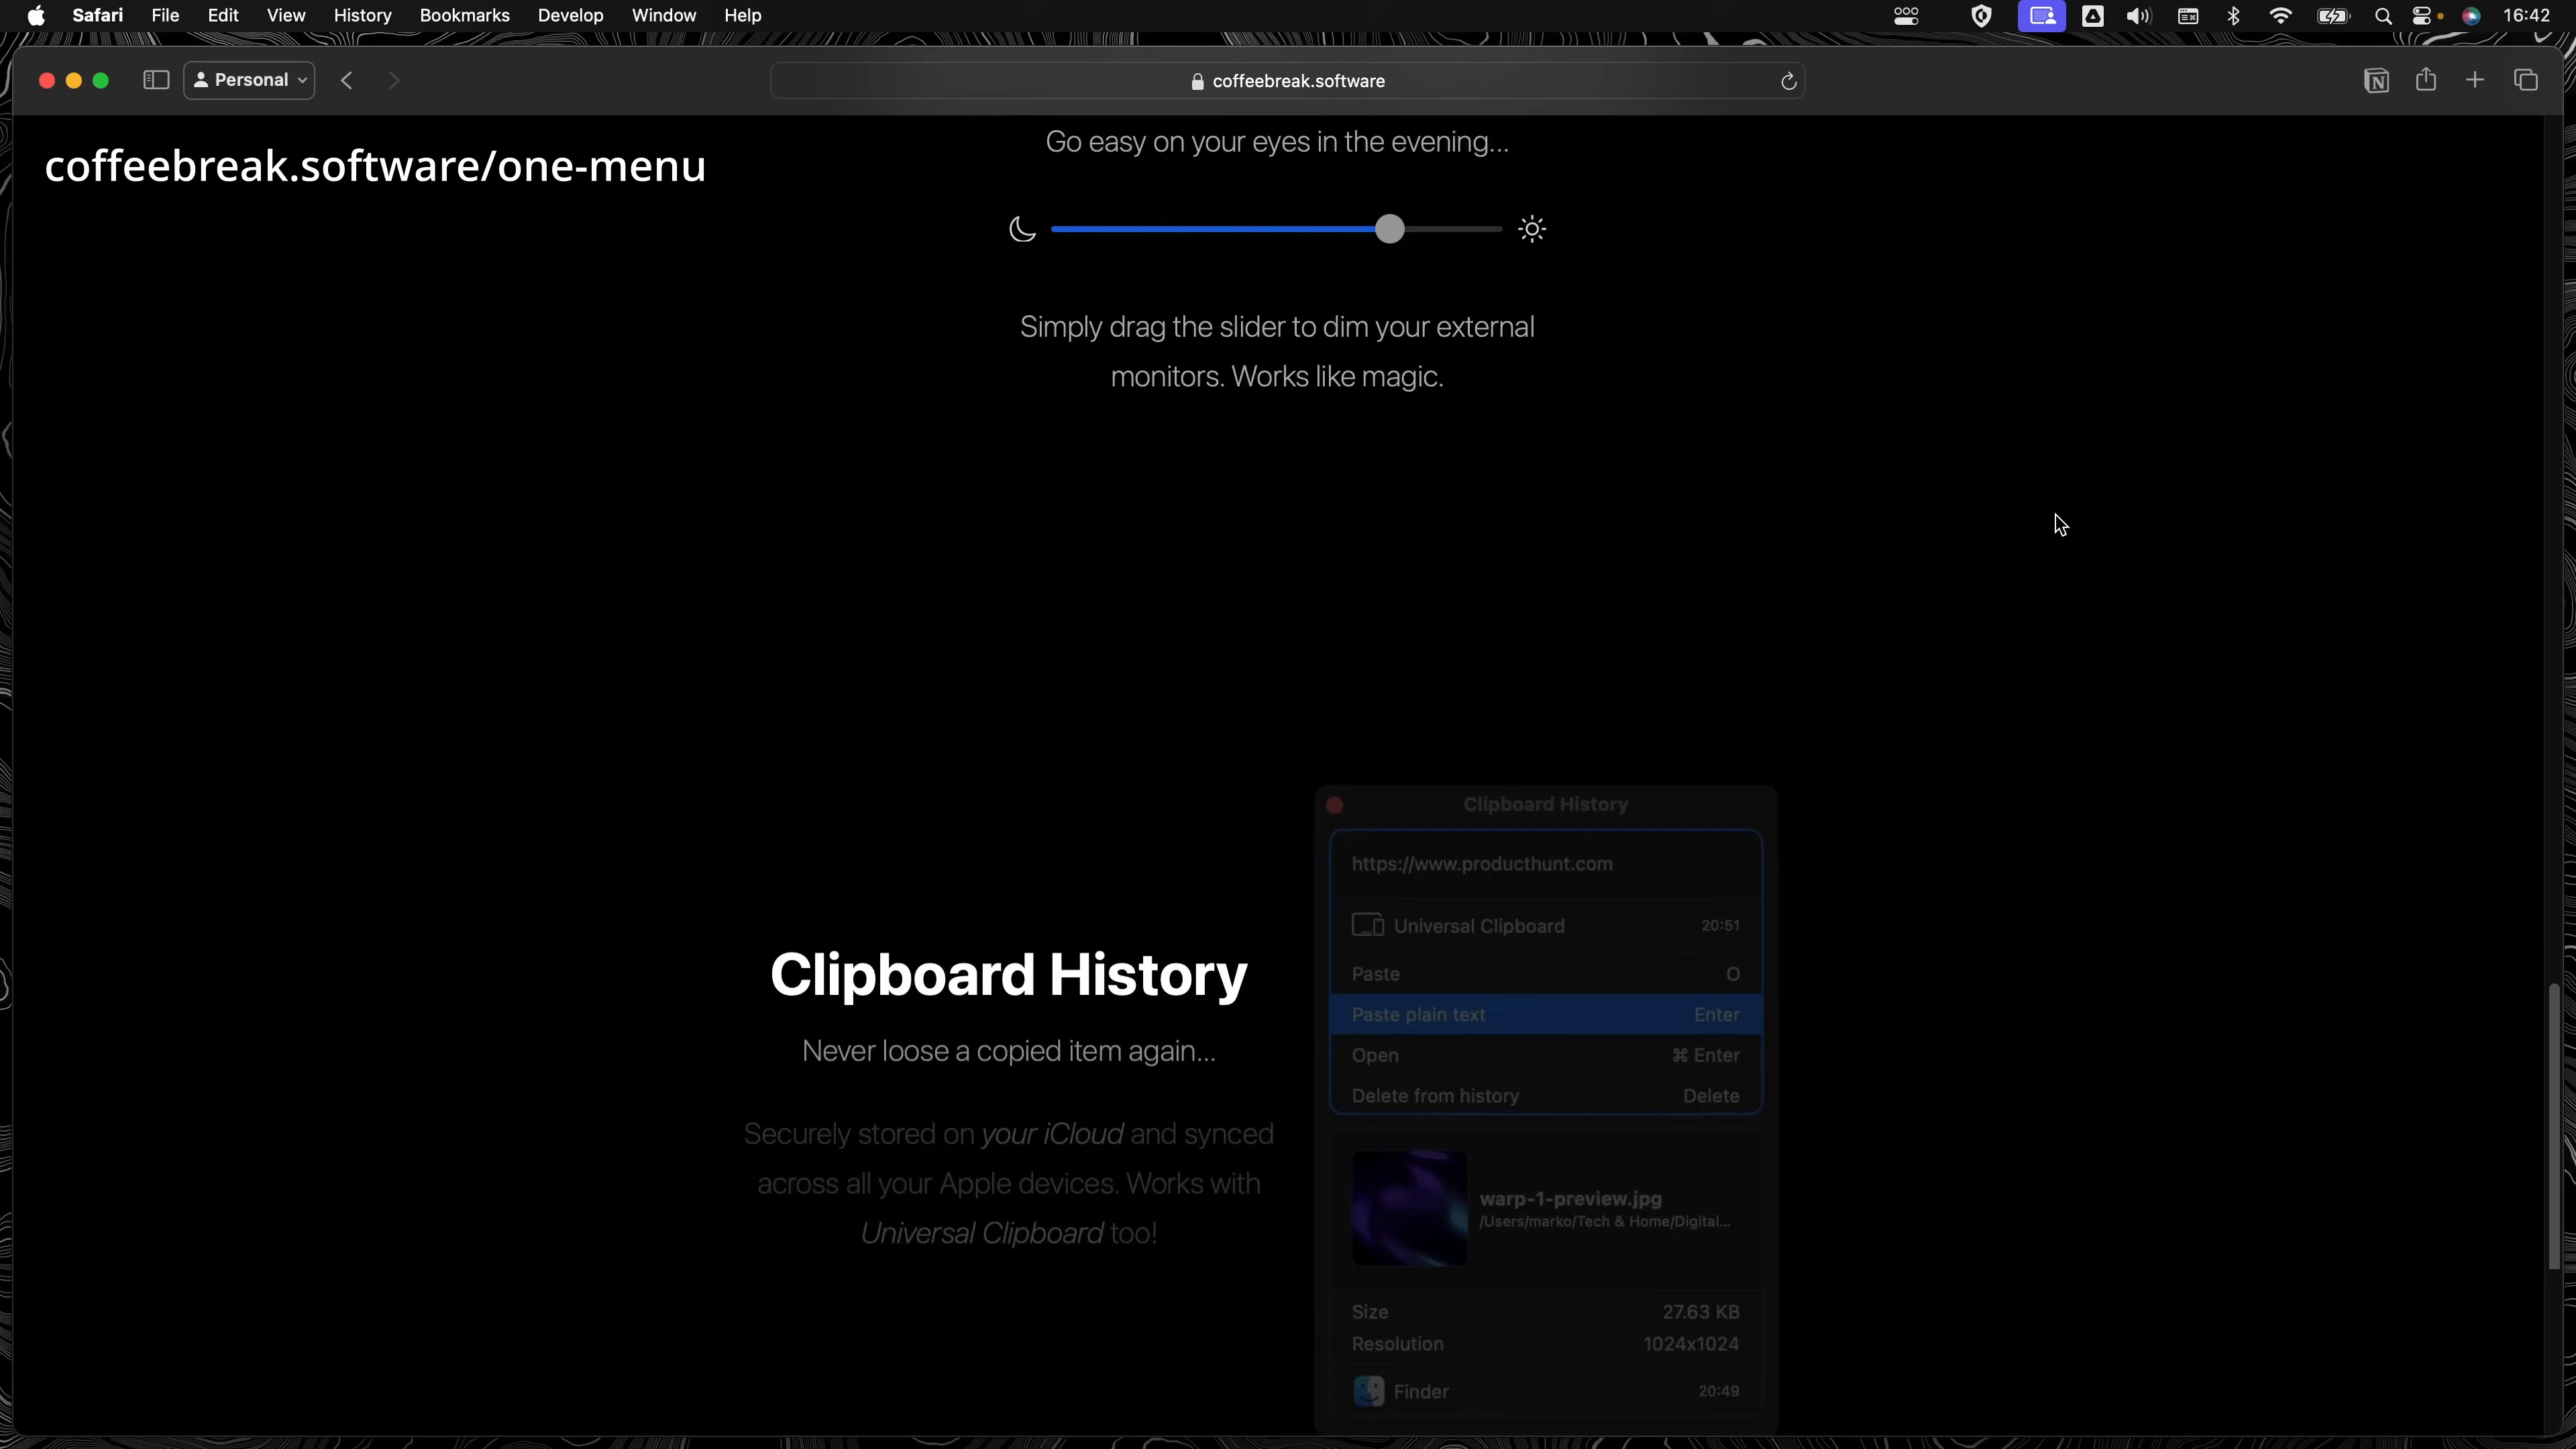 Safari File Edit View History Bookmarks Develop Window Help 16:42
Personal
coffeebreak.software
coffeebreak.software/one-menu
Go easy on your eyes in the evening...
Simply drag the slider to dim your external
monitors. Works like magic.
Clipboard History
Never loose a copied item again...
Securely stored on your iCloud and synced
across all your Apple devices. Works with
Universal Clipboard too!
Clipboard History
https://www.producthunt.com
Universal Clipboard 20:51
Paste O
Paste plain text Enter
Open ⌘ Enter
Delete from history Delete
warp-1-preview.jpg
/Users/marko/Tech & Home/Digital...
Size 27.63 KB
Resolution 1024x1024
Finder 20:49